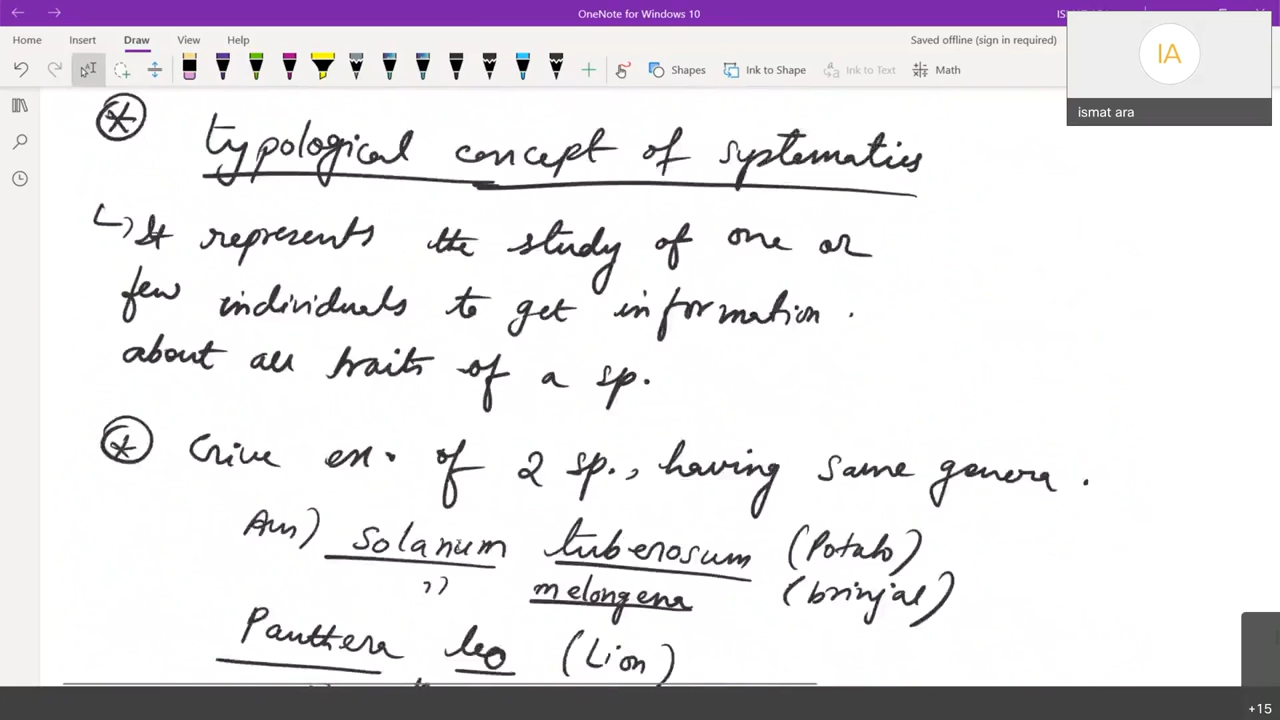 OneNote for Windows 10
Home Insert Draw View Help
Saved offline (sign in required)
Shapes Ink to Shape Ink to Text Math
IA
ismat ara
typological concept of systematics
It represents the study of one or
few individuals to get information.
about all traits of a sp.
Give ex. of 2 sp., having same genera.
Ans) Solanum tuberosum (Potato)
" melongena (brinjal)
Panthera leo (Lion)
+15